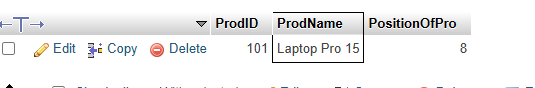 ProdID ProdName PositionOfPro
Edit Copy Delete 101 Laptop Pro 15 8